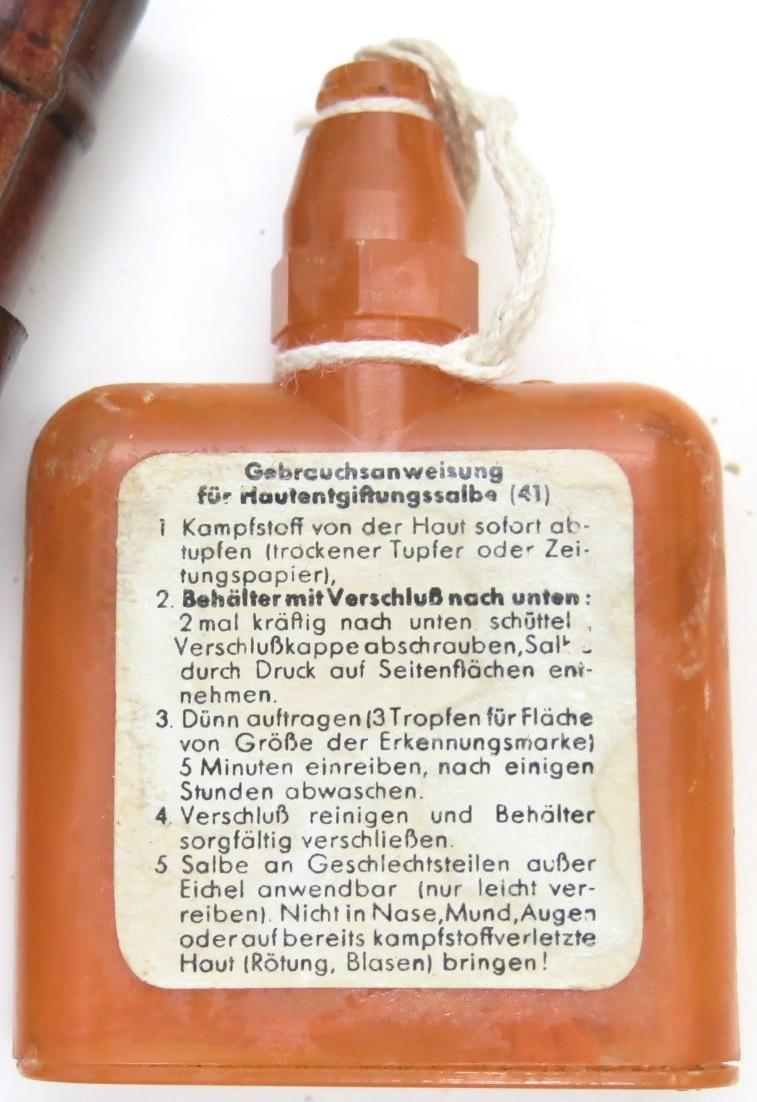 Gebrauchsanweisung
für Hautentgiftungssalbe (41)
1 Kampfstoff von der Haut sofort ab-
tupfen (trockener Tupfer oder Zei-
tungspapier),
2. Behälter mit Verschluß nach unten:
2 mal kräftig nach unten schüttel
Verschlußkappe abschrauben, Salbe
durch Druck auf Seitenflächen ent-
nehmen.
3. Dünn auftragen (3 Tropfen für Fläche
von Größe der Erkennungsmarke)
5 Minuten einreiben, nach einigen
Stunden abwaschen.
4. Verschluß reinigen und Behälter
sorgfältig verschließen.
5 Salbe an Geschlechtsteilen außer
Eichel anwendbar (nur leicht ver-
reiben). Nicht in Nase, Mund, Augen
oder auf bereits kampfstoffverletzte
Haut (Rötung, Blasen) bringen!